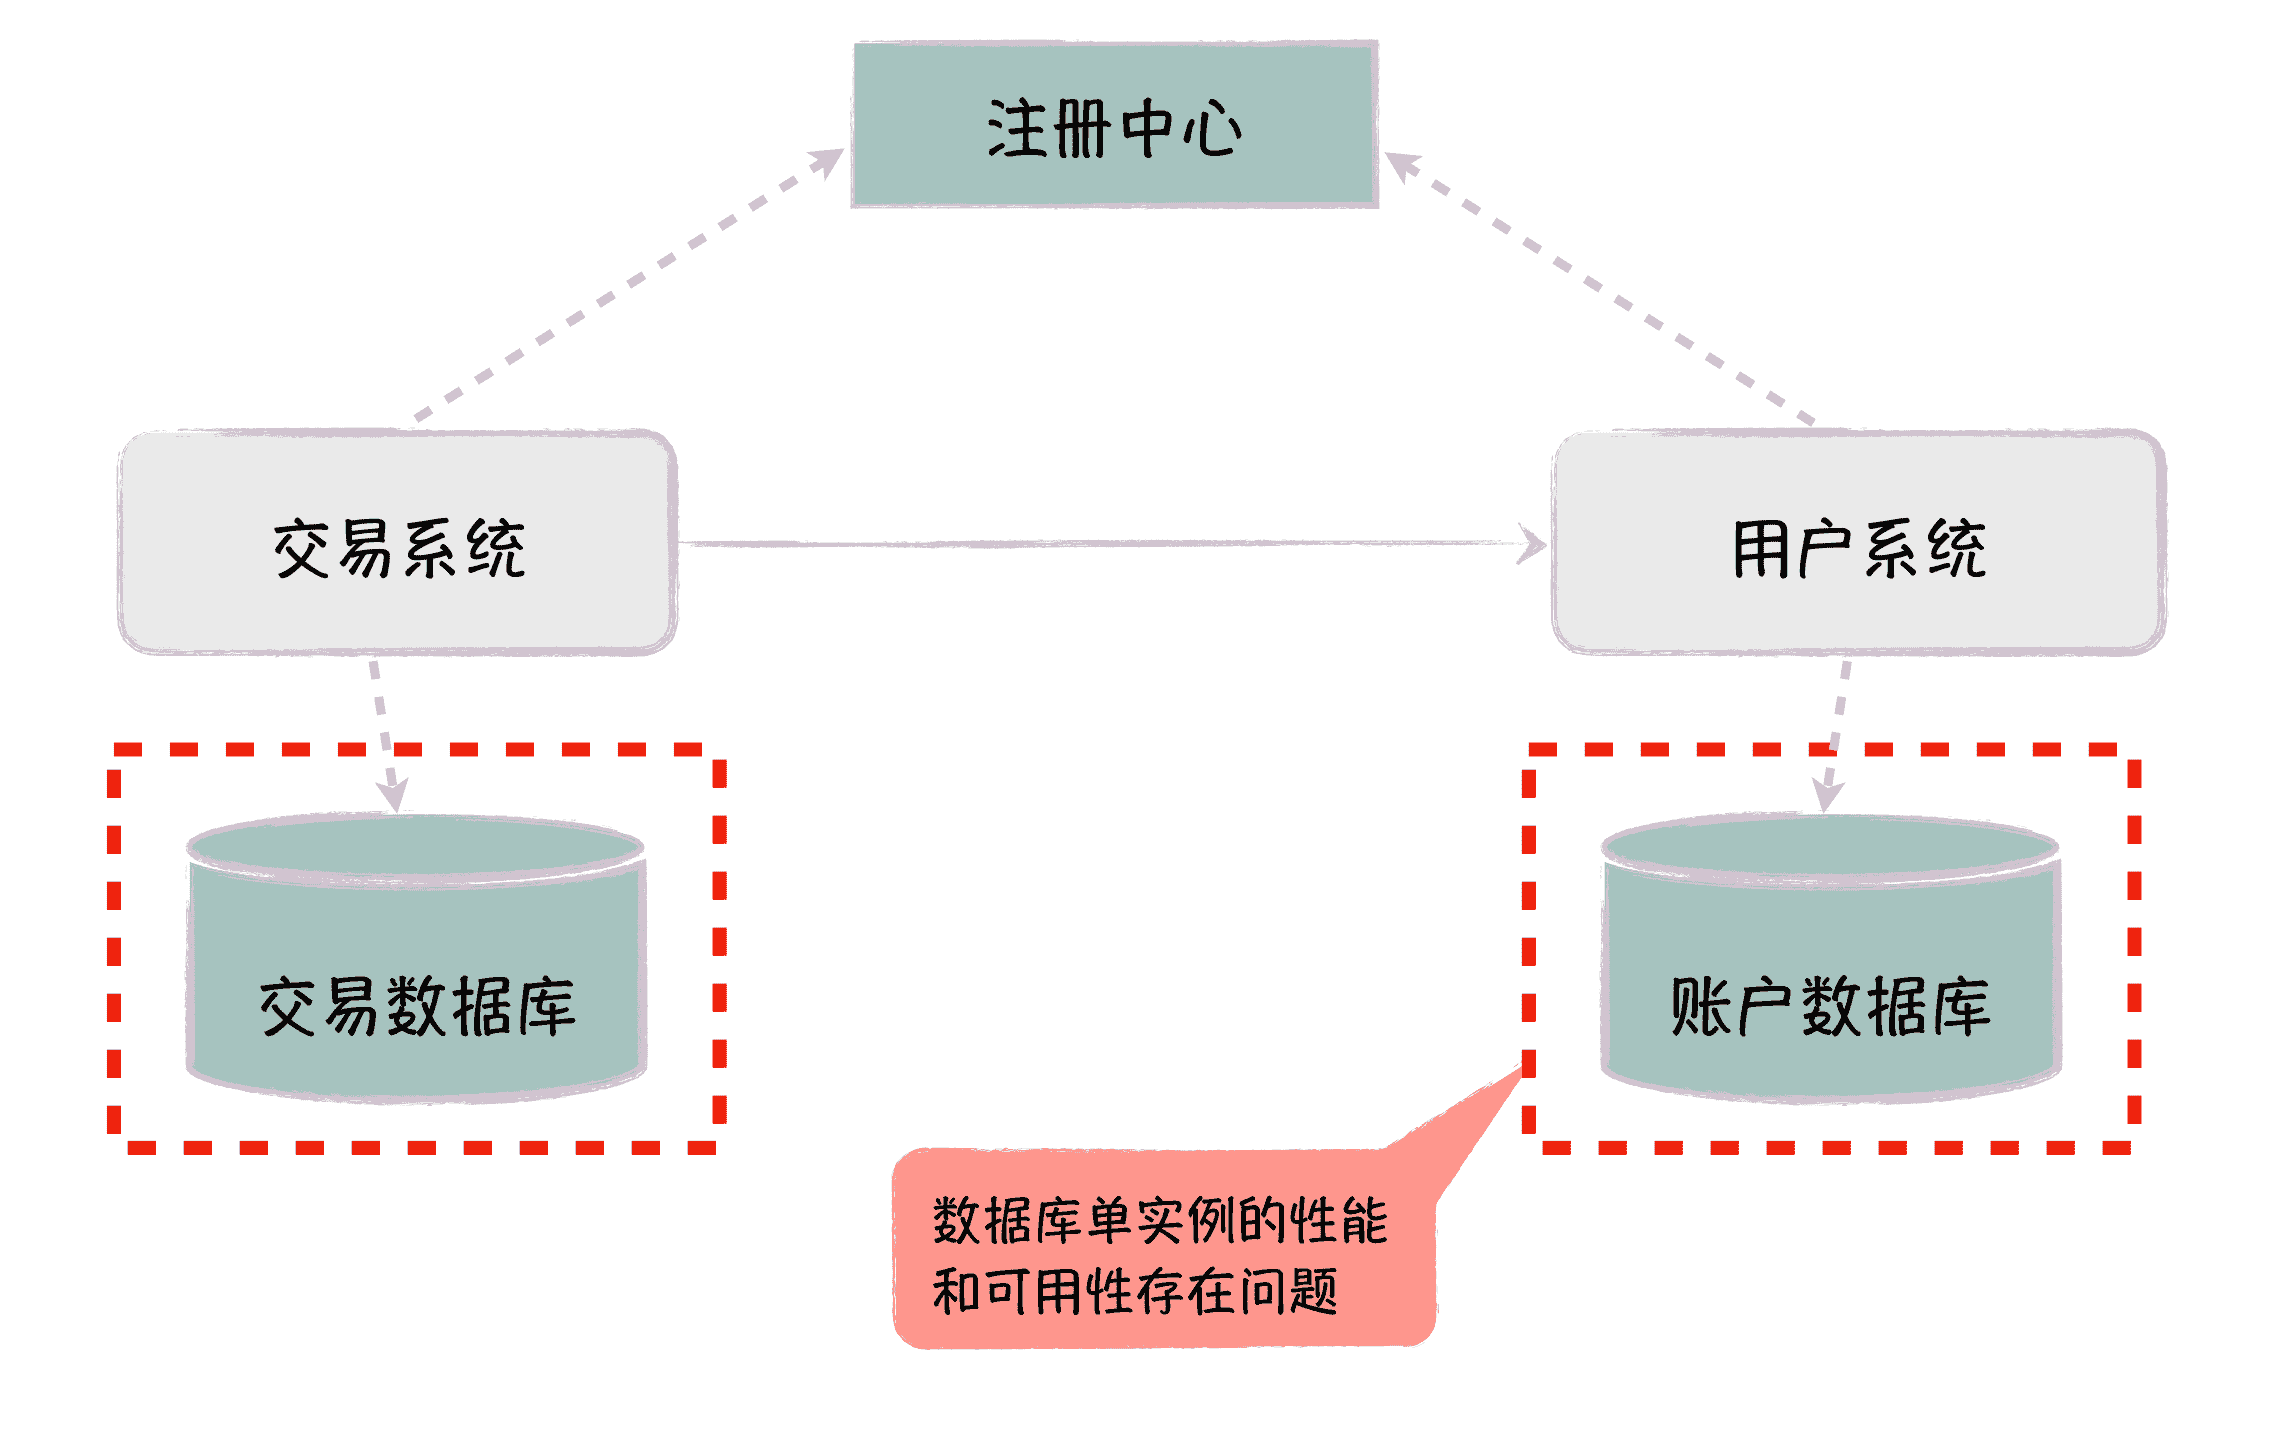 注册中心
交易系统
用户系统
交易数据库
账户数据库
数据库单实例的性能
和可用性存在问题